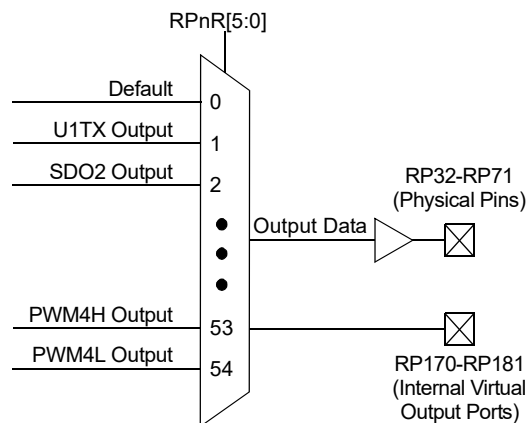 RPnR[5:0]
Default
0
U1TX Output
1
SDO2 Output
2
Output Data
RP32-RP71
(Physical Pins)
PWM4H Output
53
PWM4L Output
54
RP170-RP181
(Internal Virtual
Output Ports)